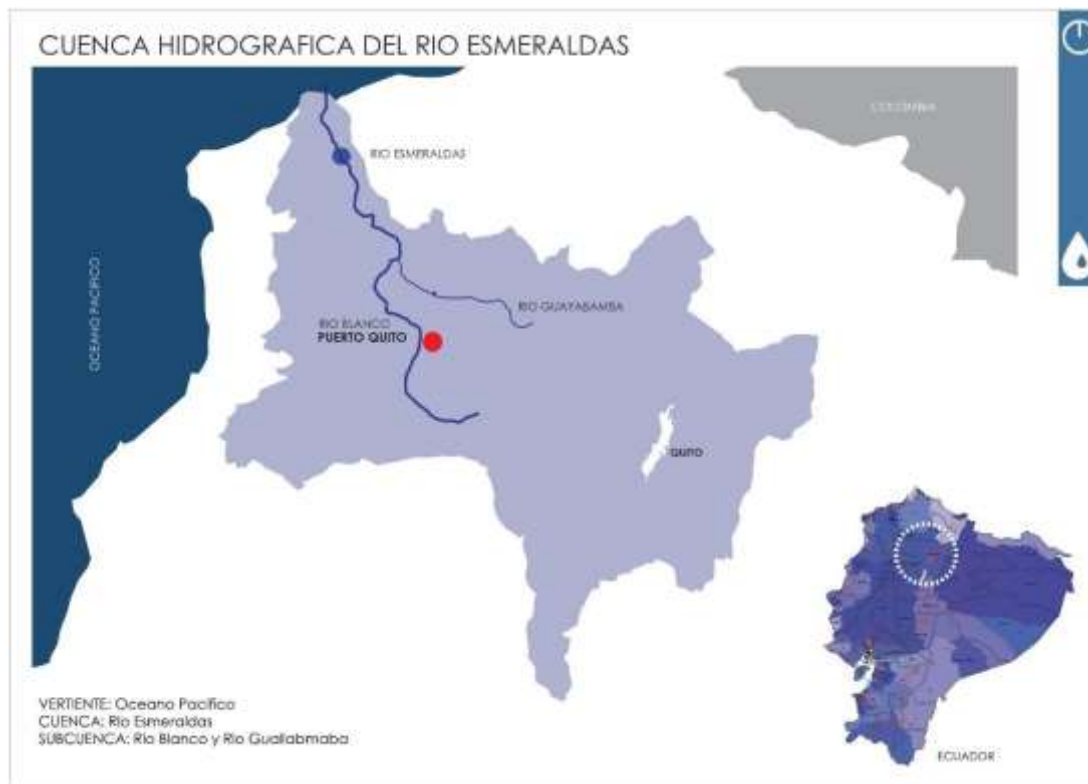 CUENCA HIDROGRAFICA DEL RIO ESMERALDAS
COLOMBIA
RIO ESMERALDAS
OCEANO PACIFICO
RIO GUAYABAMBA
RIO BLANCO
PUERTO QUITO
QUITO
VERTIENTE: Oceano Pacifico
CUENCA: Rio Esmeraldas
SUBCUENCA: Rio Blanco y Rio Guallabmaba
ECUADOR